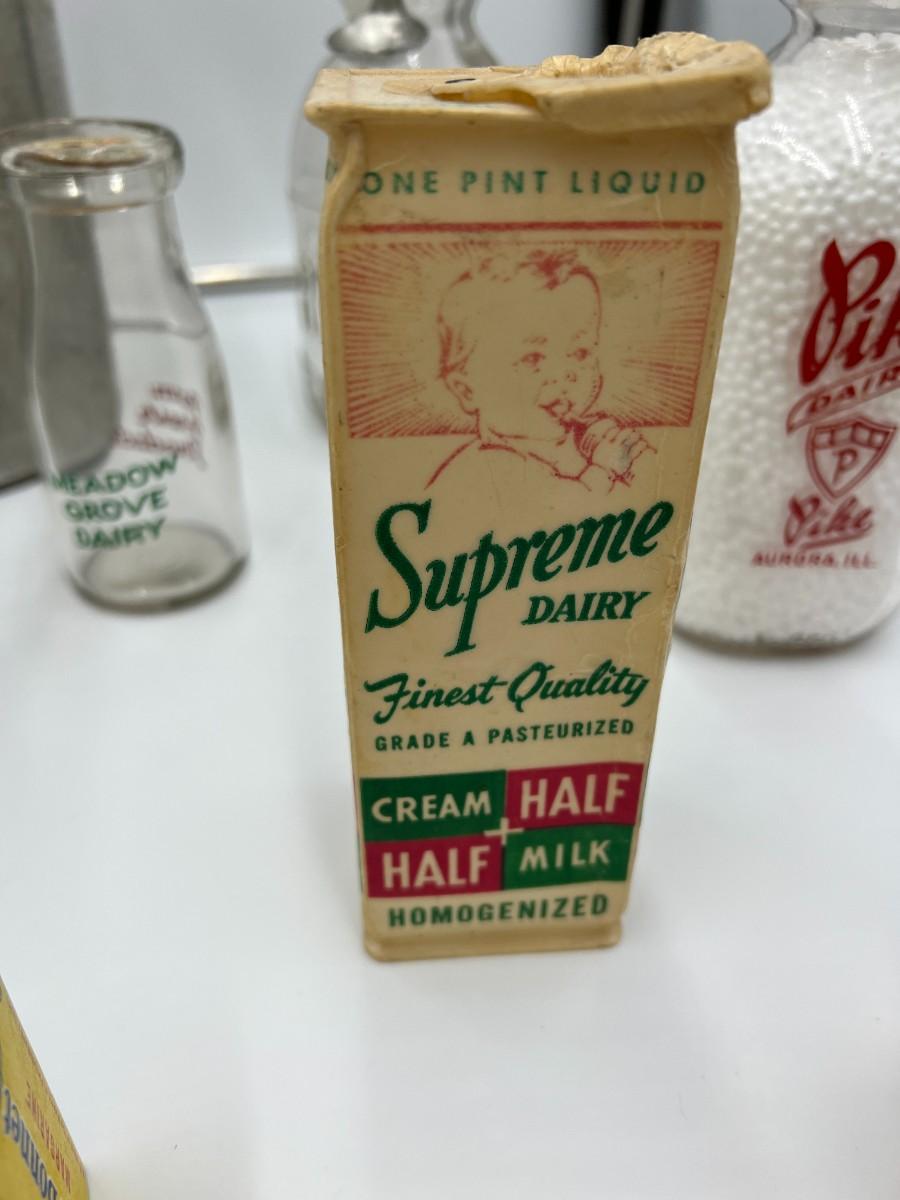 ONE PINT LIQUID
Supreme
DAIRY
Finest Quality
GRADE A PASTEURIZED
CREAM HALF
+
HALF MILK
HOMOGENIZED
MEADOW
GROVE
DAIRY
P
Pike
AURORA, ILL.
MARGARINE